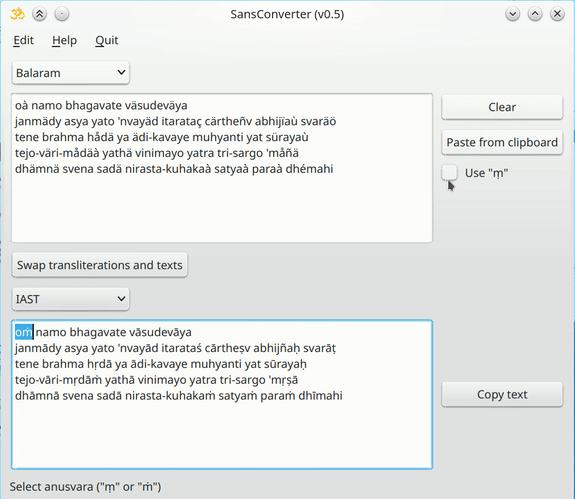 SansConverter (v0.5)
Edit Help Quit
Balaram
oà namo bhagavate väsudeväya
janmädy asya yato 'nvayäd itarataç cärtheñv abhijïaù svaräö
tene brahma hådä ya ädi-kavaye muhyanti yat sürayaù
tejo-väri-mådäà yathä vinimayo yatra tri-sargo 'måñä
dhämnä svena sadä nirasta-kuhakaà satyaà paraà dhémahi
Clear
Paste from clipboard
Use "ṃ"
Swap transliterations and texts
IAST
oṁ namo bhagavate vāsudevāya
janmādy asya yato 'nvayād itarataś cārtheṣv abhijñaḥ svarāṭ
tene brahma hṛdā ya ādi-kavaye muhyanti yat sūrayaḥ
tejo-vāri-mṛdāṁ yathā vinimayo yatra tri-sargo 'mṛṣā
dhāmnā svena sadā nirasta-kuhakaṁ satyaṁ paraṁ dhīmahi
Copy text
Select anusvara ("ṃ" or "ṁ")